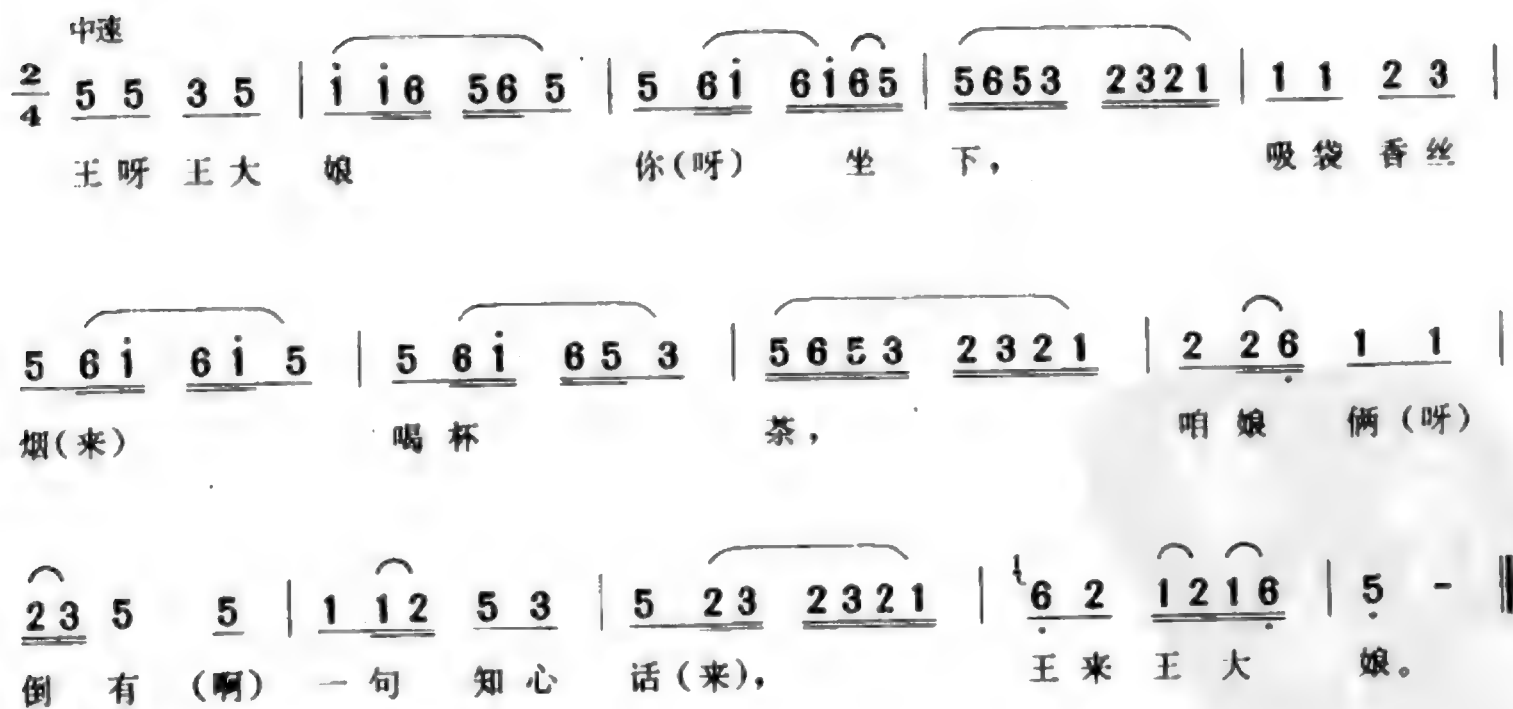 中速
2/4 5 5 3 5 | i̇ i̇6 56 5 | 5 6i̇ 6i̇65 | 5653 2321 | 1 1 2 3 |
王呀 王大 娘 你(呀) 坐 下， 吸袋 香丝
5 6i̇ 6i̇ 5 | 5 6i̇ 65 3 | 5653 2321 | 2 26̣ 1 1 |
烟(来) 喝杯 茶， 咱娘 俩(呀)
23 5 5 | 1 12 5 3 | 5 23 2321 | 6̣ 2 1216̣ | 5̣ - ‖
倒 有 (啊) 一句 知心 话(来)， 王来 王大 娘。